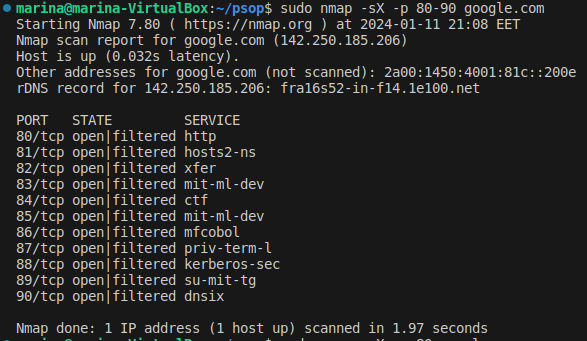 marina@marina-VirtualBox:~/psop$ sudo nmap -sX -p 80-90 google.com
Starting Nmap 7.80 ( https://nmap.org ) at 2024-01-11 21:08 EET
Nmap scan report for google.com (142.250.185.206)
Host is up (0.032s latency).
Other addresses for google.com (not scanned): 2a00:1450:4001:81c::200e
rDNS record for 142.250.185.206: fra16s52-in-f14.1e100.net

PORT   STATE         SERVICE
80/tcp open|filtered http
81/tcp open|filtered hosts2-ns
82/tcp open|filtered xfer
83/tcp open|filtered mit-ml-dev
84/tcp open|filtered ctf
85/tcp open|filtered mit-ml-dev
86/tcp open|filtered mfcobol
87/tcp open|filtered priv-term-l
88/tcp open|filtered kerberos-sec
89/tcp open|filtered su-mit-tg
90/tcp open|filtered dnsix

Nmap done: 1 IP address (1 host up) scanned in 1.97 seconds